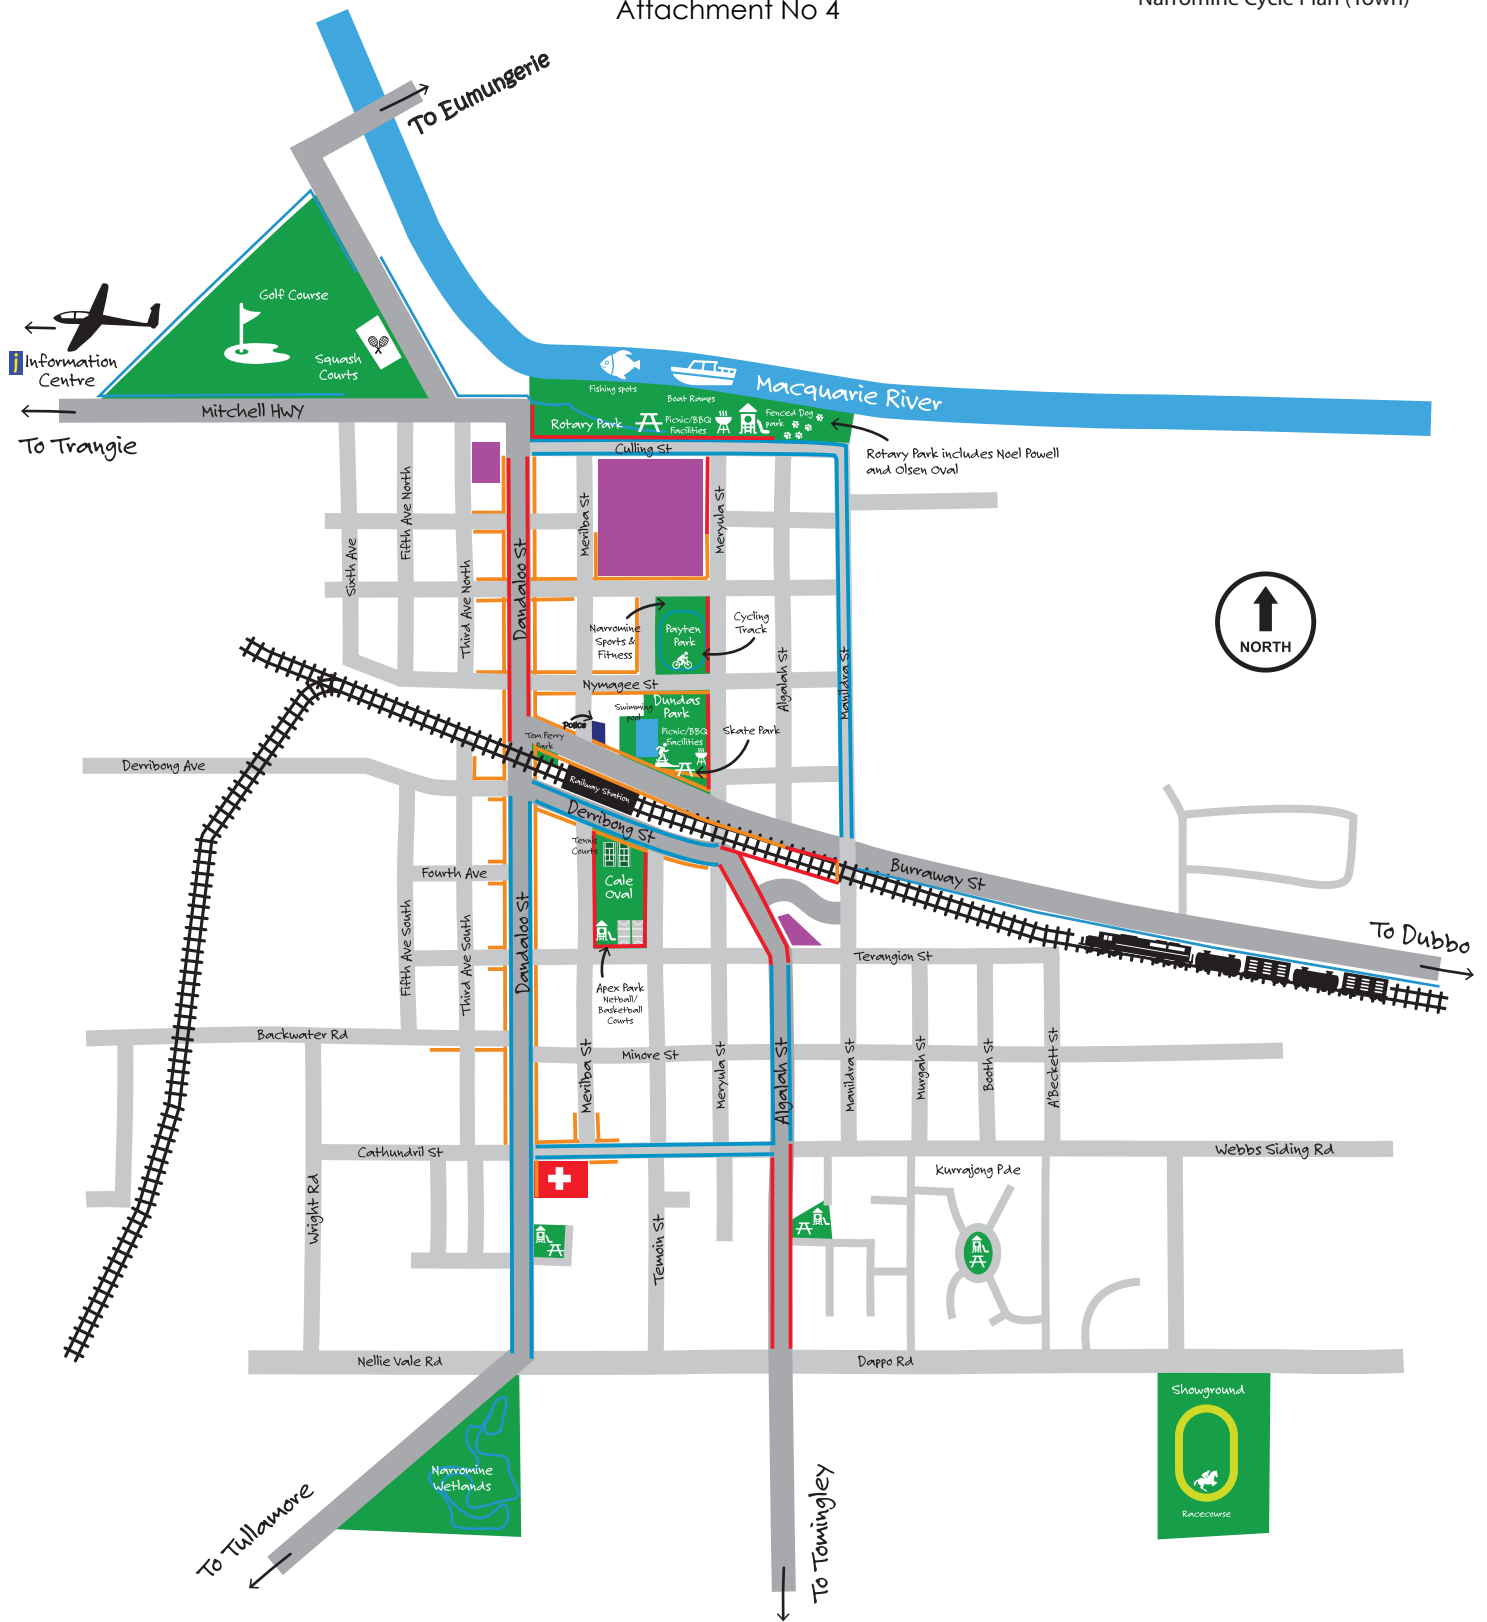 Attachment No 4
Narromine Cycle Plan (Town)
To Eumungerie
Golf Course
Squash
Courts
i Information
Centre
Mitchell HWY
To Trangie
Fishing spots
Boat Ramps
Macquarie River
Rotary Park
Picnic/BBQ
Facilities
Fenced Dog
park
Rotary Park includes Noel Powell
and Olsen Oval
Culling St
Sixth Ave
Fifth Ave North
Third Ave North
Dandaloo St
Merilba St
Meryula St
Algalah St
Manildra St
Narromine
Sports &
Fitness
Payten
Park
Cycling
Track
NORTH
Nymagee St
Dundas
Park
Swimming
pool
Police
Picnic/BBQ
Facilities
Skate Park
Tom Perry
Park
Railway Station
Derribong Ave
Derribong St
Tennis
Courts
Cale
Oval
Burraway St
To Dubbo
Fourth Ave
Fifth Ave South
Third Ave South
Dandaloo St
Terangion St
Apex Park
Netball/
Basketball
Courts
Backwater Rd
Minore St
Merilba St
Meryula St
Algalah St
Manildra St
Murgah St
Booth St
A'Beckett St
Cathundril St
Webbs Siding Rd
Kurrajong Pde
Wright Rd
Temoin St
Nellie Vale Rd
Dappo Rd
Showground
Racecourse
Narromine
Wetlands
To Tullamore
To Tomingley